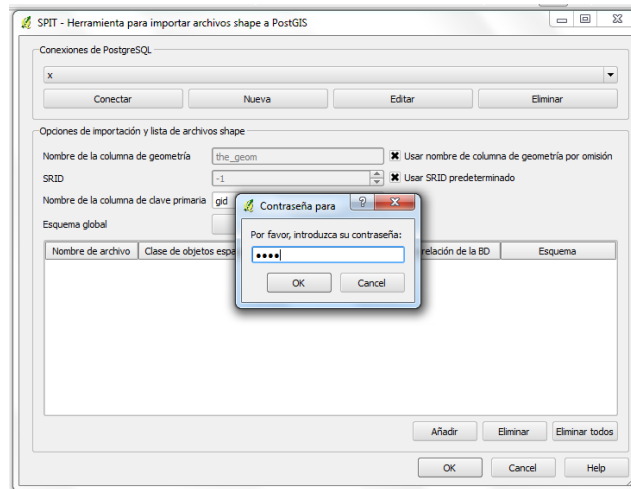 SPIT - Herramienta para importar archivos shape a PostGIS
Conexiones de PostgreSQL
x
Conectar Nueva Editar Eliminar
Opciones de importación y lista de archivos shape
Nombre de la columna de geometría the_geom Usar nombre de columna de geometría por omisión
SRID -1 Usar SRID predeterminado
Nombre de la columna de clave primaria gid
Esquema global
Nombre de archivo Clase de objetos relación de la BD Esquema
Contraseña para
Por favor, introduzca su contraseña:
OK Cancel
Añadir Eliminar Eliminar todos
OK Cancel Help